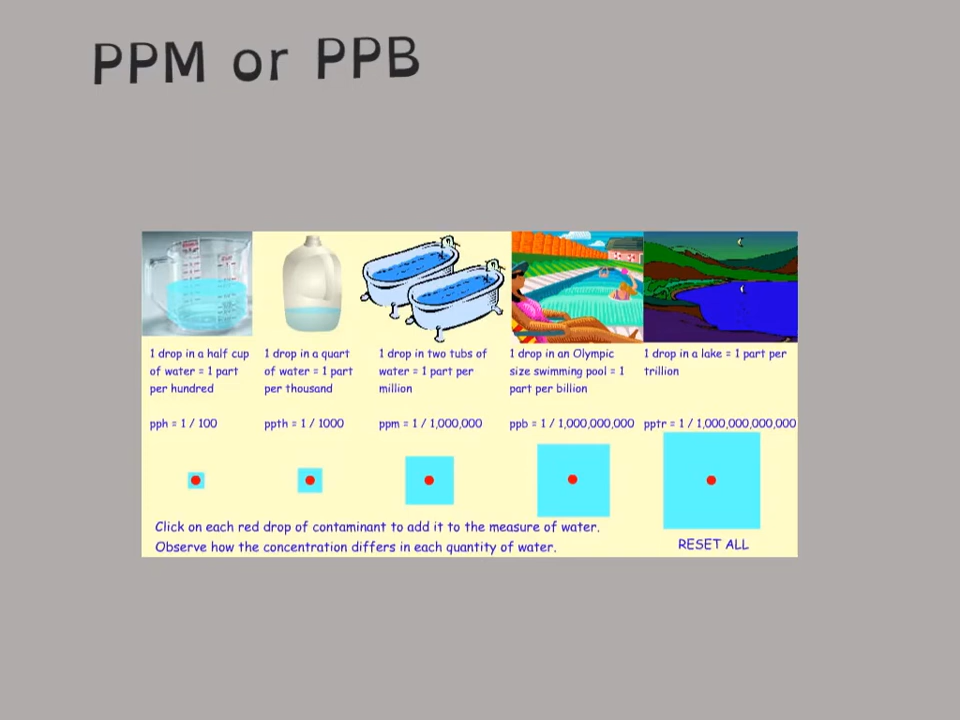 PPM or PPB
1 drop in a half cup
of water = 1 part
per hundred
pph = 1 / 100
1 drop in a quart
of water = 1 part
per thousand
ppth = 1 / 1000
1 drop in two tubs of
water = 1 part per
million
ppm = 1 / 1,000,000
1 drop in an Olympic
size swimming pool = 1
part per billion
ppb = 1 / 1,000,000,000
1 drop in a lake = 1 part per
trillion
pptr = 1 / 1,000,000,000,000
Click on each red drop of contaminant to add it to the measure of water.
Observe how the concentration differs in each quantity of water.
RESET ALL